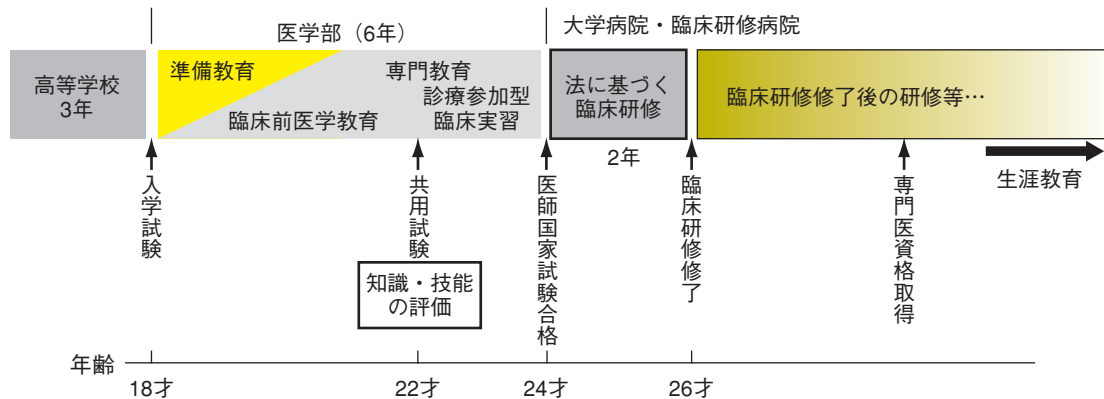 医学部（6年）
大学病院・臨床研修病院
高等学校
3年
準備教育
臨床前医学教育
専門教育
診療参加型
臨床実習
法に基づく
臨床研修
2年
臨床研修修了後の研修等…
生涯教育
入学試験
共用試験
知識・技能
の評価
医師国家試験合格
臨床研修修了
専門医資格取得
年齢
18才
22才
24才
26才